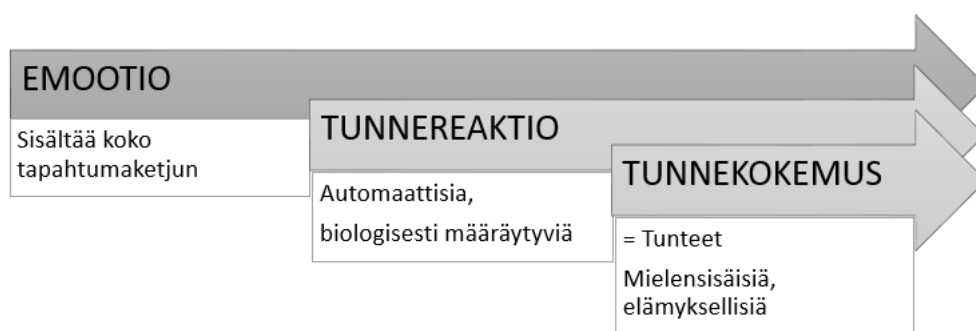 EMOOTIO
Sisältää koko
tapahtumaketjun
TUNNEREAKTIO
Automaattisia,
biologisesti määräytyviä
TUNNEKOKEMUS
= Tunteet
Mielensisäisiä,
elämyksellisiä